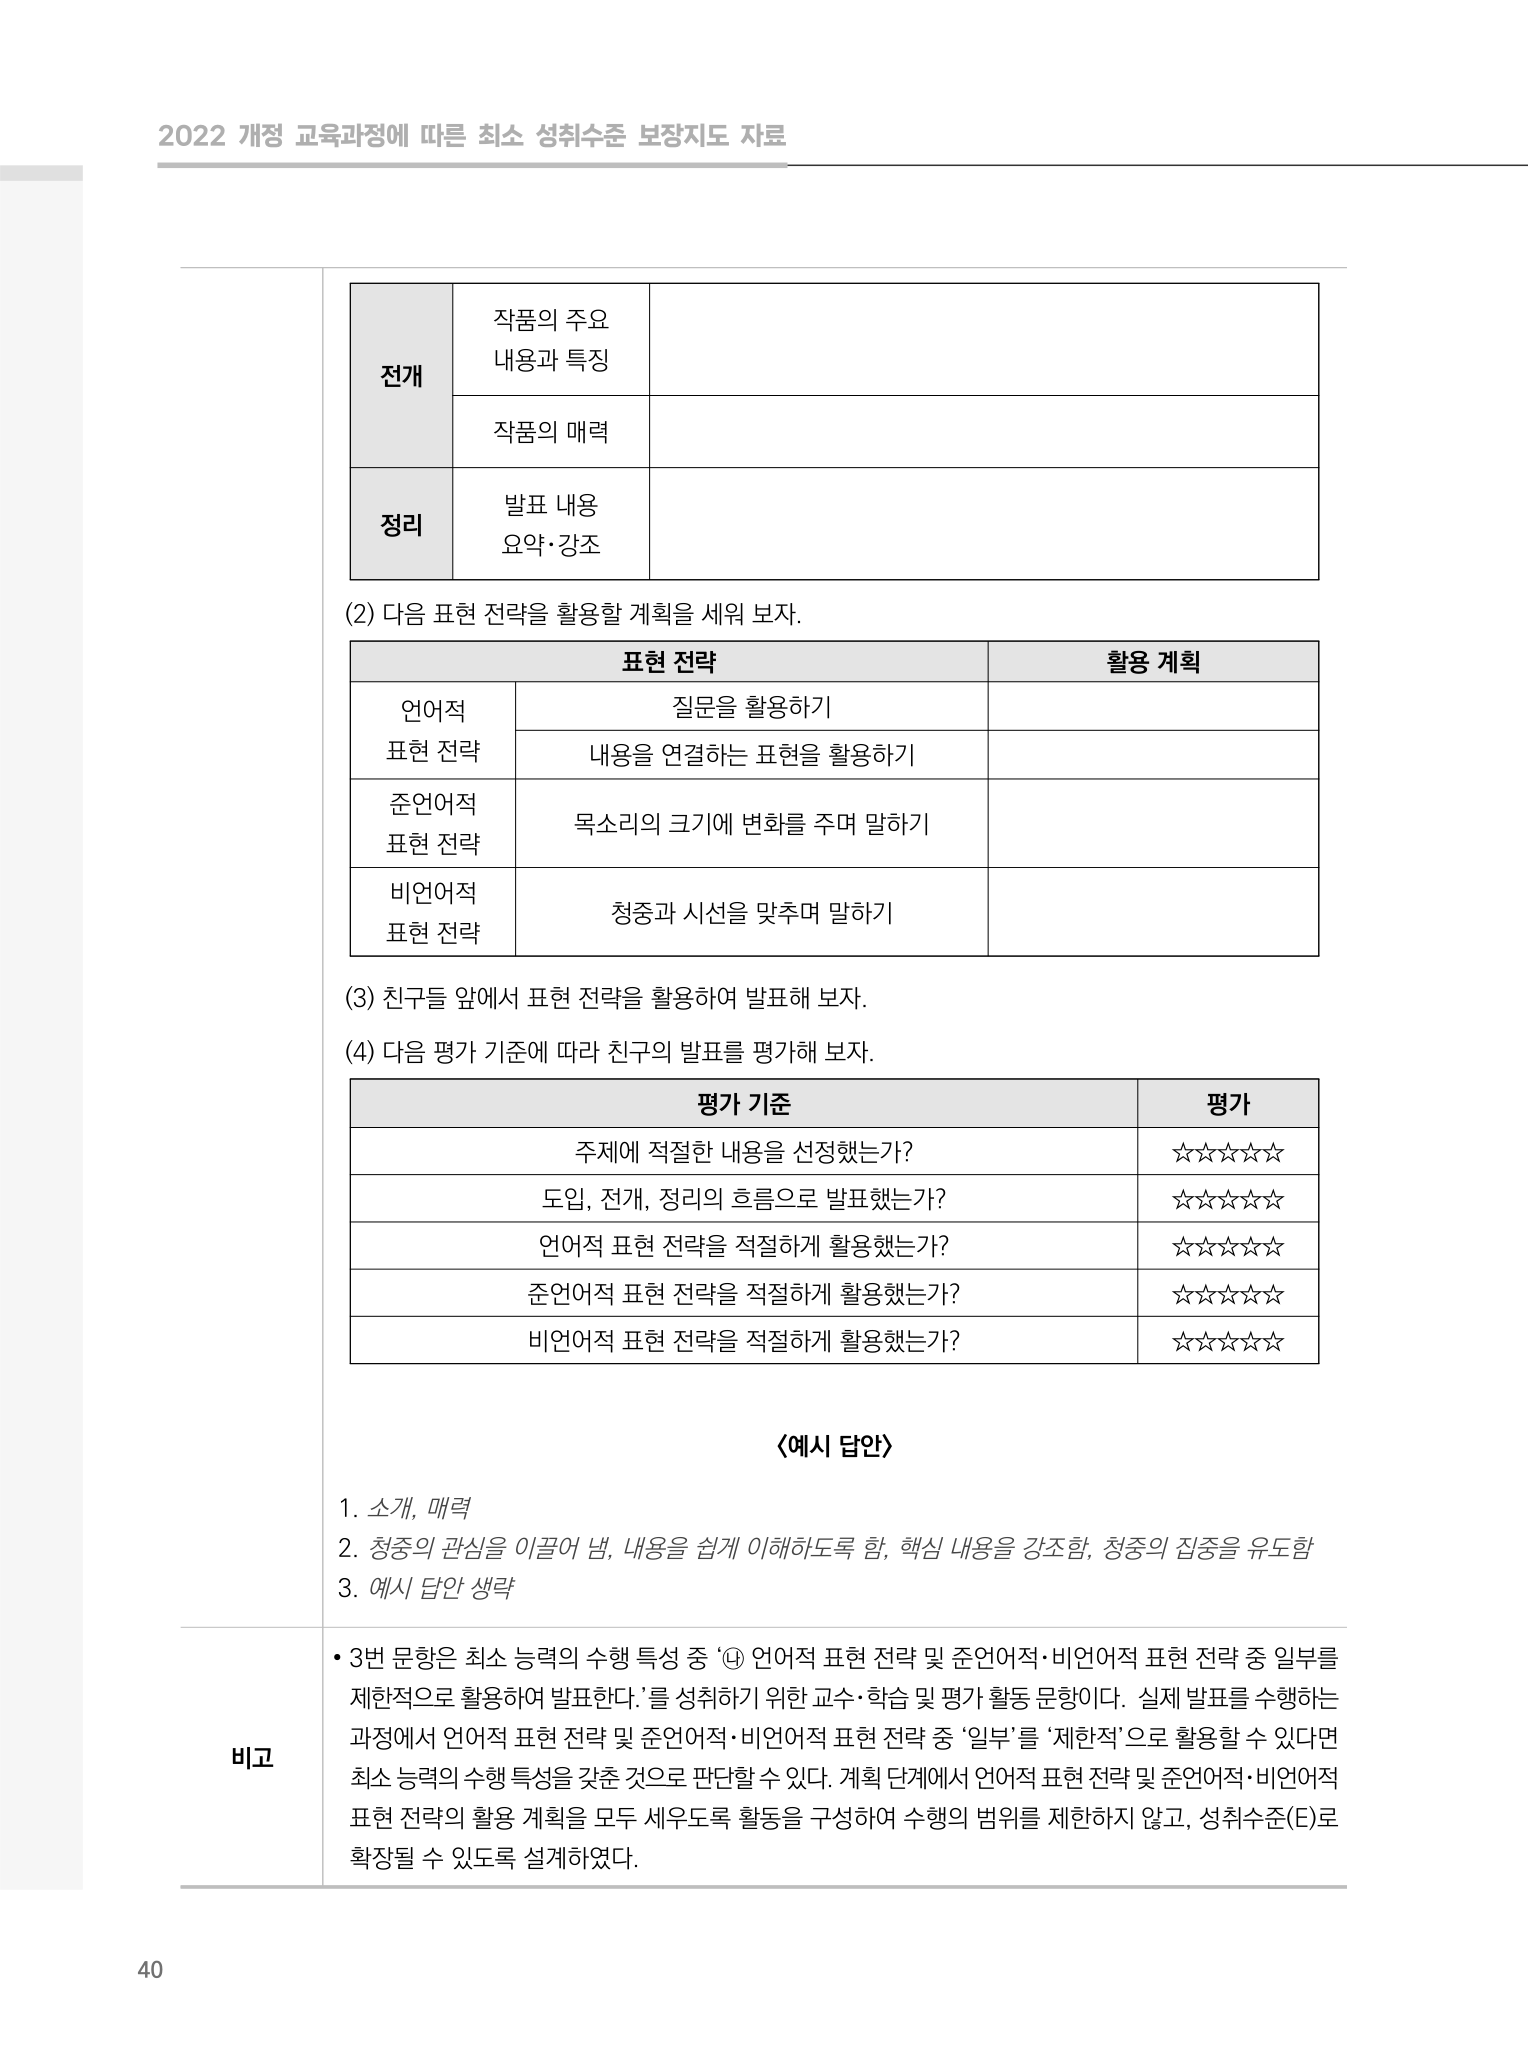 2022 개정 교육과정에 따른 최소 성취수준 보장지도 자료
전개
작품의 주요
내용과 특징
작품의 매력
정리
발표 내용
요약·강조
(2) 다음 표현 전략을 활용할 계획을 세워 보자.
표현 전략
활용 계획
언어적
표현 전략
질문을 활용하기
내용을 연결하는 표현을 활용하기
준언어적
표현 전략
목소리의 크기에 변화를 주며 말하기
비언어적
표현 전략
청중과 시선을 맞추며 말하기
(3) 친구들 앞에서 표현 전략을 활용하여 발표해 보자.
(4) 다음 평가 기준에 따라 친구의 발표를 평가해 보자.
평가 기준
평가
주제에 적절한 내용을 선정했는가?
☆☆☆☆☆
도입, 전개, 정리의 흐름으로 발표했는가?
☆☆☆☆☆
언어적 표현 전략을 적절하게 활용했는가?
☆☆☆☆☆
준언어적 표현 전략을 적절하게 활용했는가?
☆☆☆☆☆
비언어적 표현 전략을 적절하게 활용했는가?
☆☆☆☆☆
〈예시 답안〉
1. 소개, 매력
2. 청중의 관심을 이끌어 냄, 내용을 쉽게 이해하도록 함, 핵심 내용을 강조함, 청중의 집중을 유도함
3. 예시 답안 생략
비고
• 3번 문항은 최소 능력의 수행 특성 중 ‘㉯ 언어적 표현 전략 및 준언어적·비언어적 표현 전략 중 일부를
제한적으로 활용하여 발표한다.’를 성취하기 위한 교수·학습 및 평가 활동 문항이다. 실제 발표를 수행하는
과정에서 언어적 표현 전략 및 준언어적·비언어적 표현 전략 중 ‘일부’를 ‘제한적’으로 활용할 수 있다면
최소 능력의 수행 특성을 갖춘 것으로 판단할 수 있다. 계획 단계에서 언어적 표현 전략 및 준언어적·비언어적
표현 전략의 활용 계획을 모두 세우도록 활동을 구성하여 수행의 범위를 제한하지 않고, 성취수준(E)로
확장될 수 있도록 설계하였다.
40